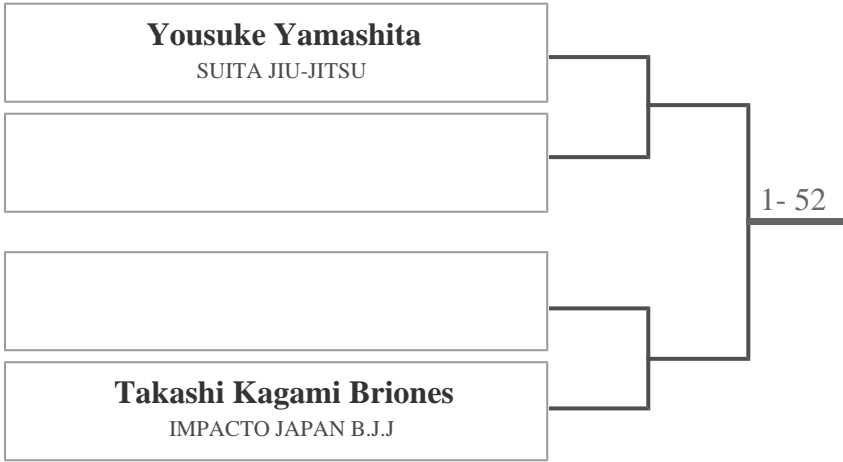 Yousuke Yamashita
SUITA JIU-JITSU
1- 52
Takashi Kagami Briones
IMPACTO JAPAN B.J.J